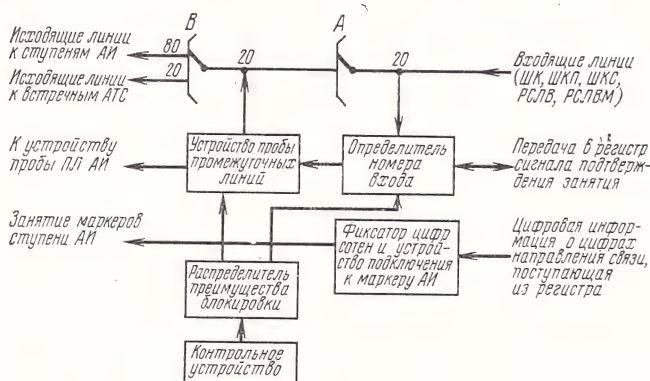 В
А
Исходящие линии
к ступеням АИ
80
20
20
Исходящие линии
к встречным АТС
20
Входящие линии
(ШК, ШКП, ШКС,
РСЛВ, РСЛВМ)
К устройству
пробы ПЛ АИ
Устройство пробы
промежуточных
линий
Определитель
номера
входа
Передача в регистр
сигнала подтверж-
дения занятия
Занятие маркеров
ступени АИ
Фиксатор цифр
сотен и устрой-
ство подключения
к маркеру АИ
Цифровая инфор-
мация о цифрах
направления связи,
поступающая
из регистра
Распределитель
преимущества
блокировки
Контрольное
устройство